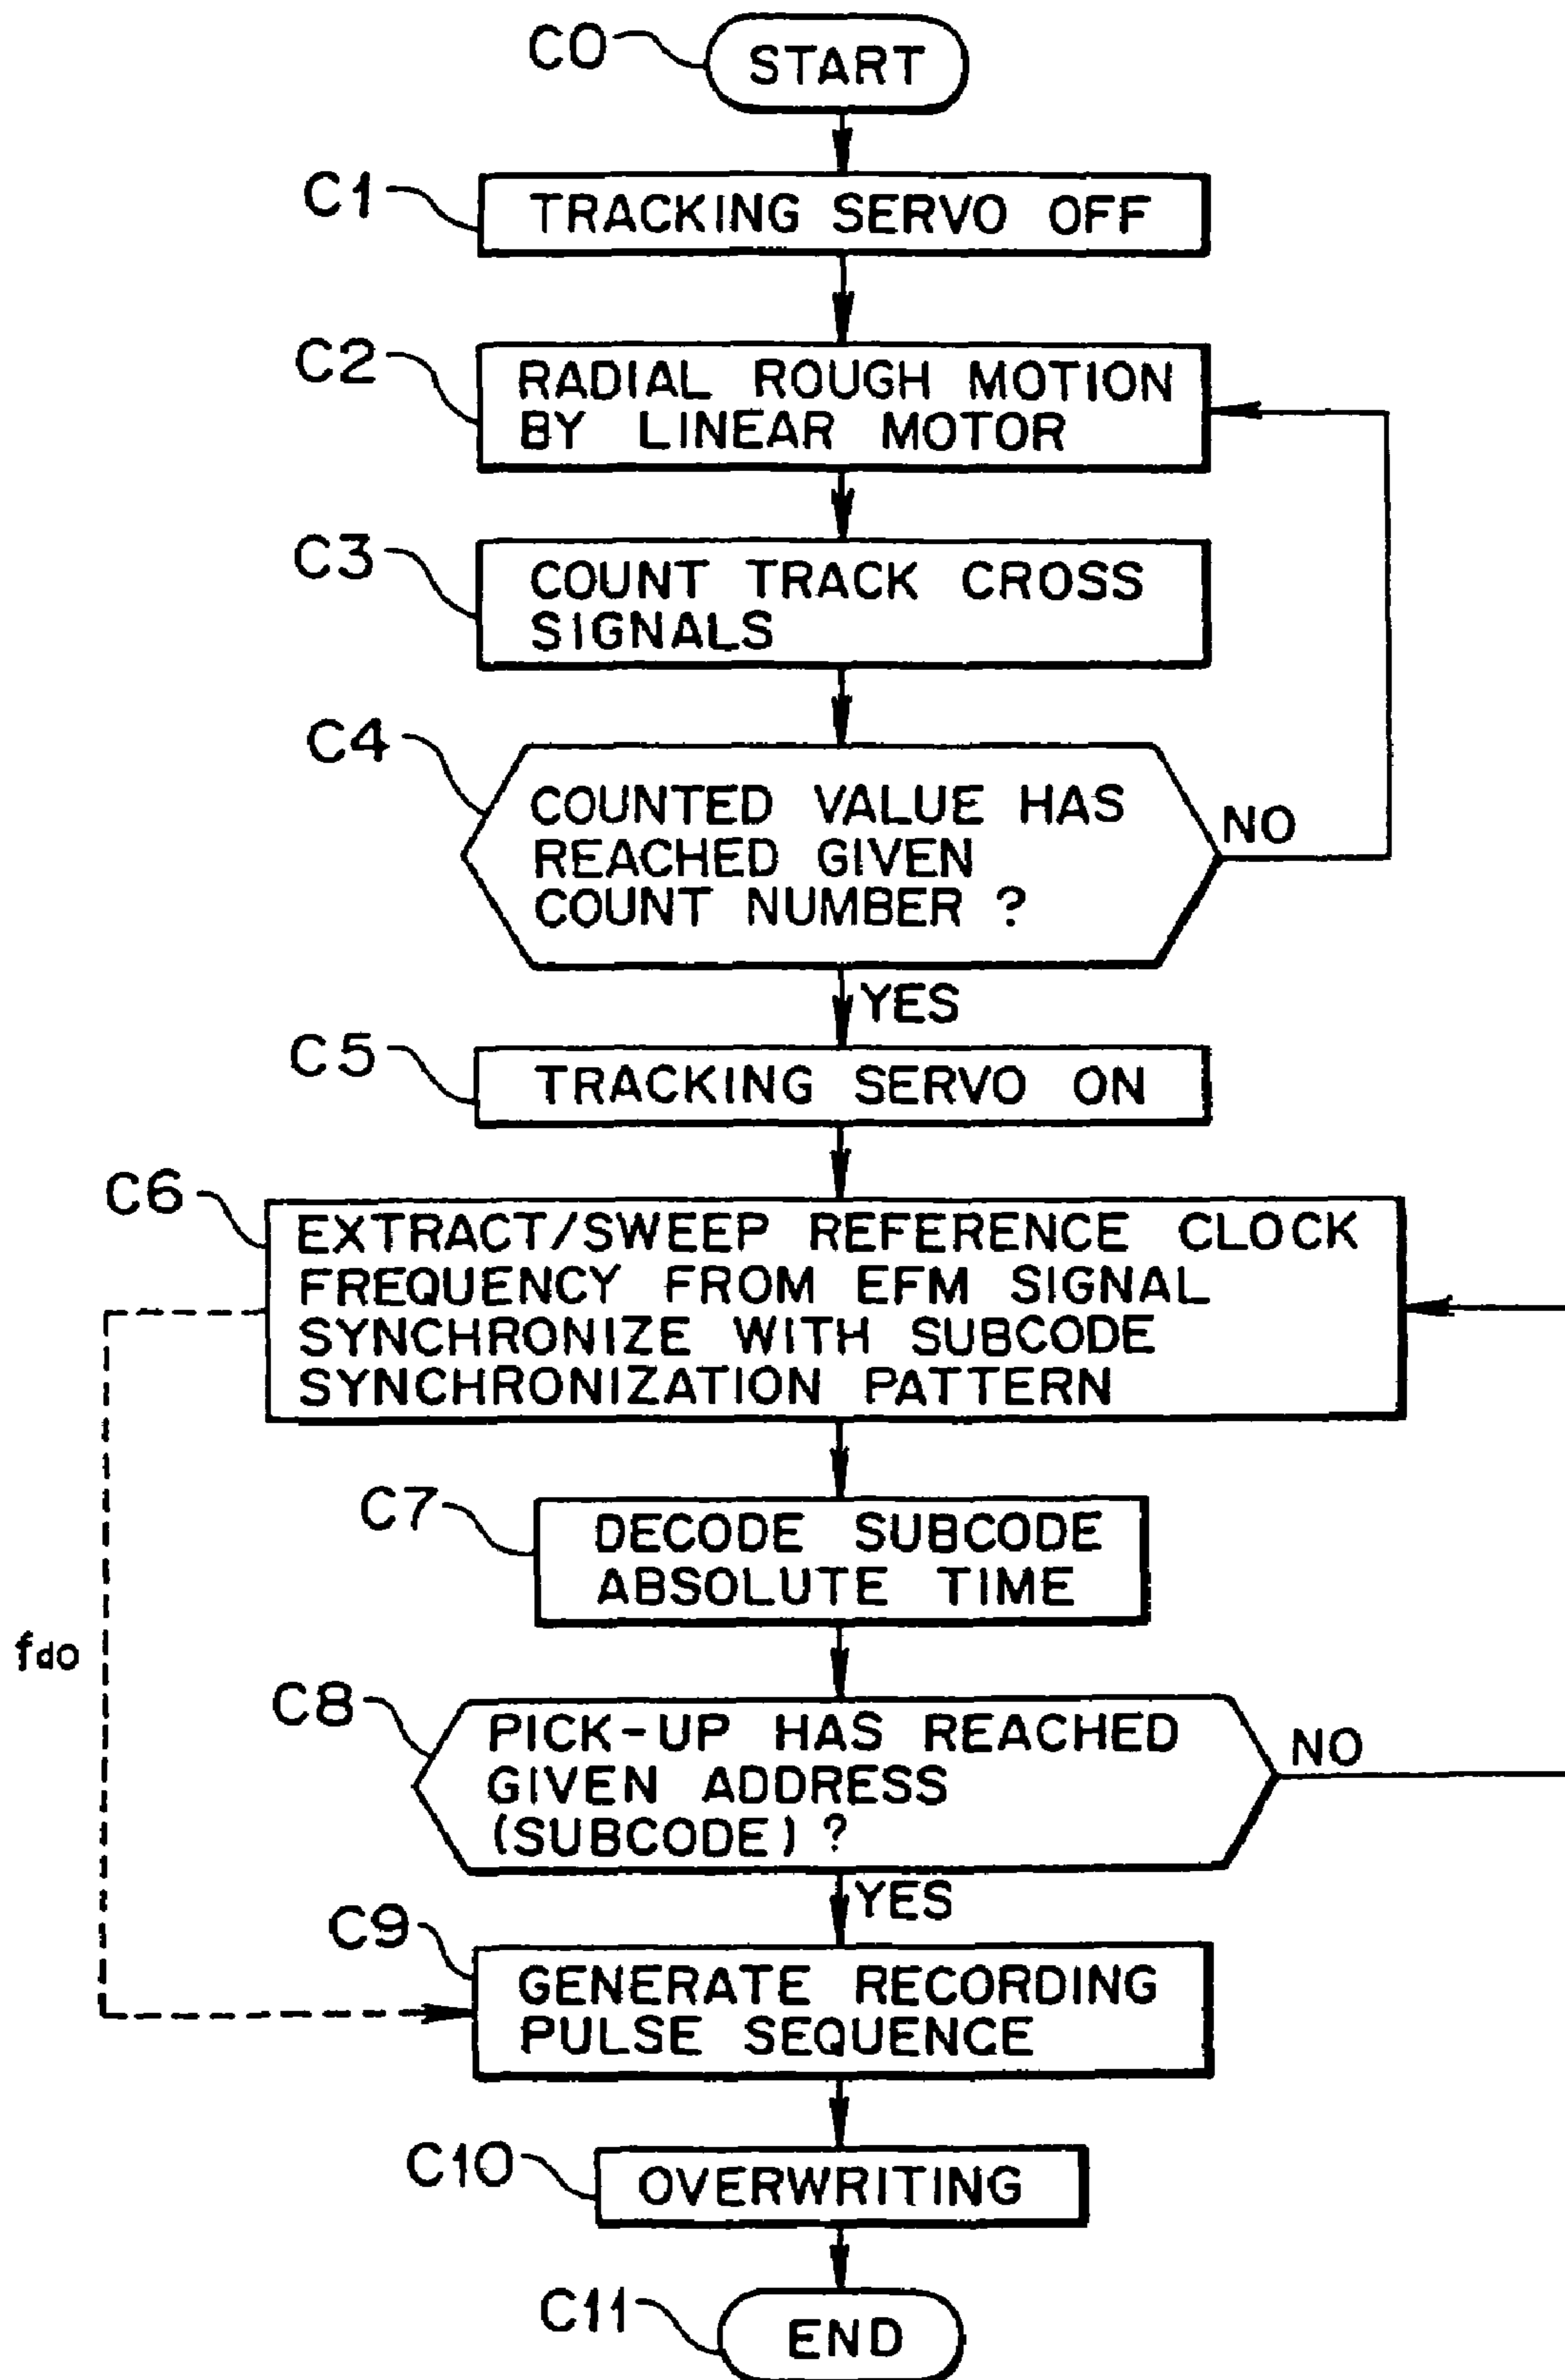 C0
START
C1
TRACKING SERVO OFF
C2
RADIAL ROUGH MOTION
BY LINEAR MOTOR
C3
COUNT TRACK CROSS
SIGNALS
C4
COUNTED VALUE HAS
REACHED GIVEN
COUNT NUMBER ?
NO
YES
C5
TRACKING SERVO ON
C6
EXTRACT/SWEEP REFERENCE CLOCK
FREQUENCY FROM EFM SIGNAL
SYNCHRONIZE WITH SUBCODE
SYNCHRONIZATION PATTERN
C7
DECODE SUBCODE
ABSOLUTE TIME
fdo
C8
PICK-UP HAS REACHED
GIVEN ADDRESS
(SUBCODE) ?
NO
YES
C9
GENERATE RECORDING
PULSE SEQUENCE
C10
OVERWRITING
C11
END